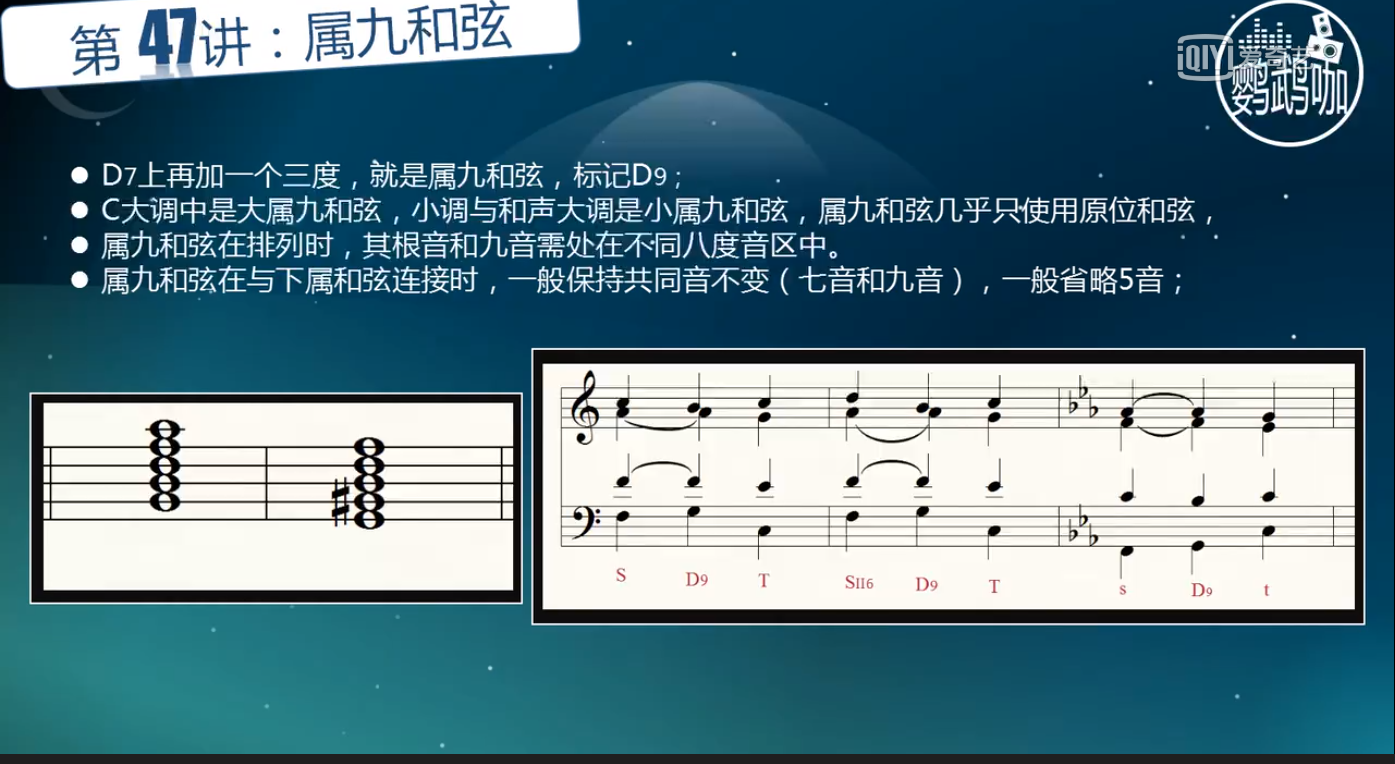 第47讲：属九和弦
iQIYI 爱奇艺
鹦鹉咖
● D7上再加一个三度，就是属九和弦，标记D9；
● C大调中是大属九和弦，小调与和声大调是小属九和弦，属九和弦几乎只使用原位和弦，
● 属九和弦在排列时，其根音和九音需处在不同八度音区中。
● 属九和弦在与下属和弦连接时，一般保持共同音不变（七音和九音），一般省略5音；
S D9 T SII6 D9 T s D9 t